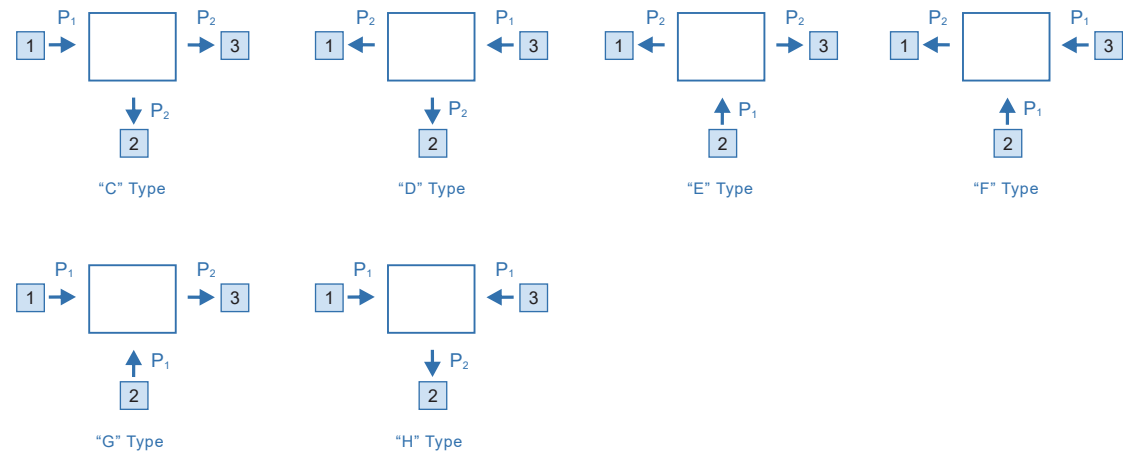 P₁ P₂ P₂ P₁ P₂ P₂ P₂ P₁
1 3 1 3 1 3 1 3
P₂ P₂ P₁ P₁
2 2 2 2
“C” Type “D” Type “E” Type “F” Type
P₁ P₂ P₁ P₁
1 3 1 3
P₁ P₂
2 2
“G” Type “H” Type